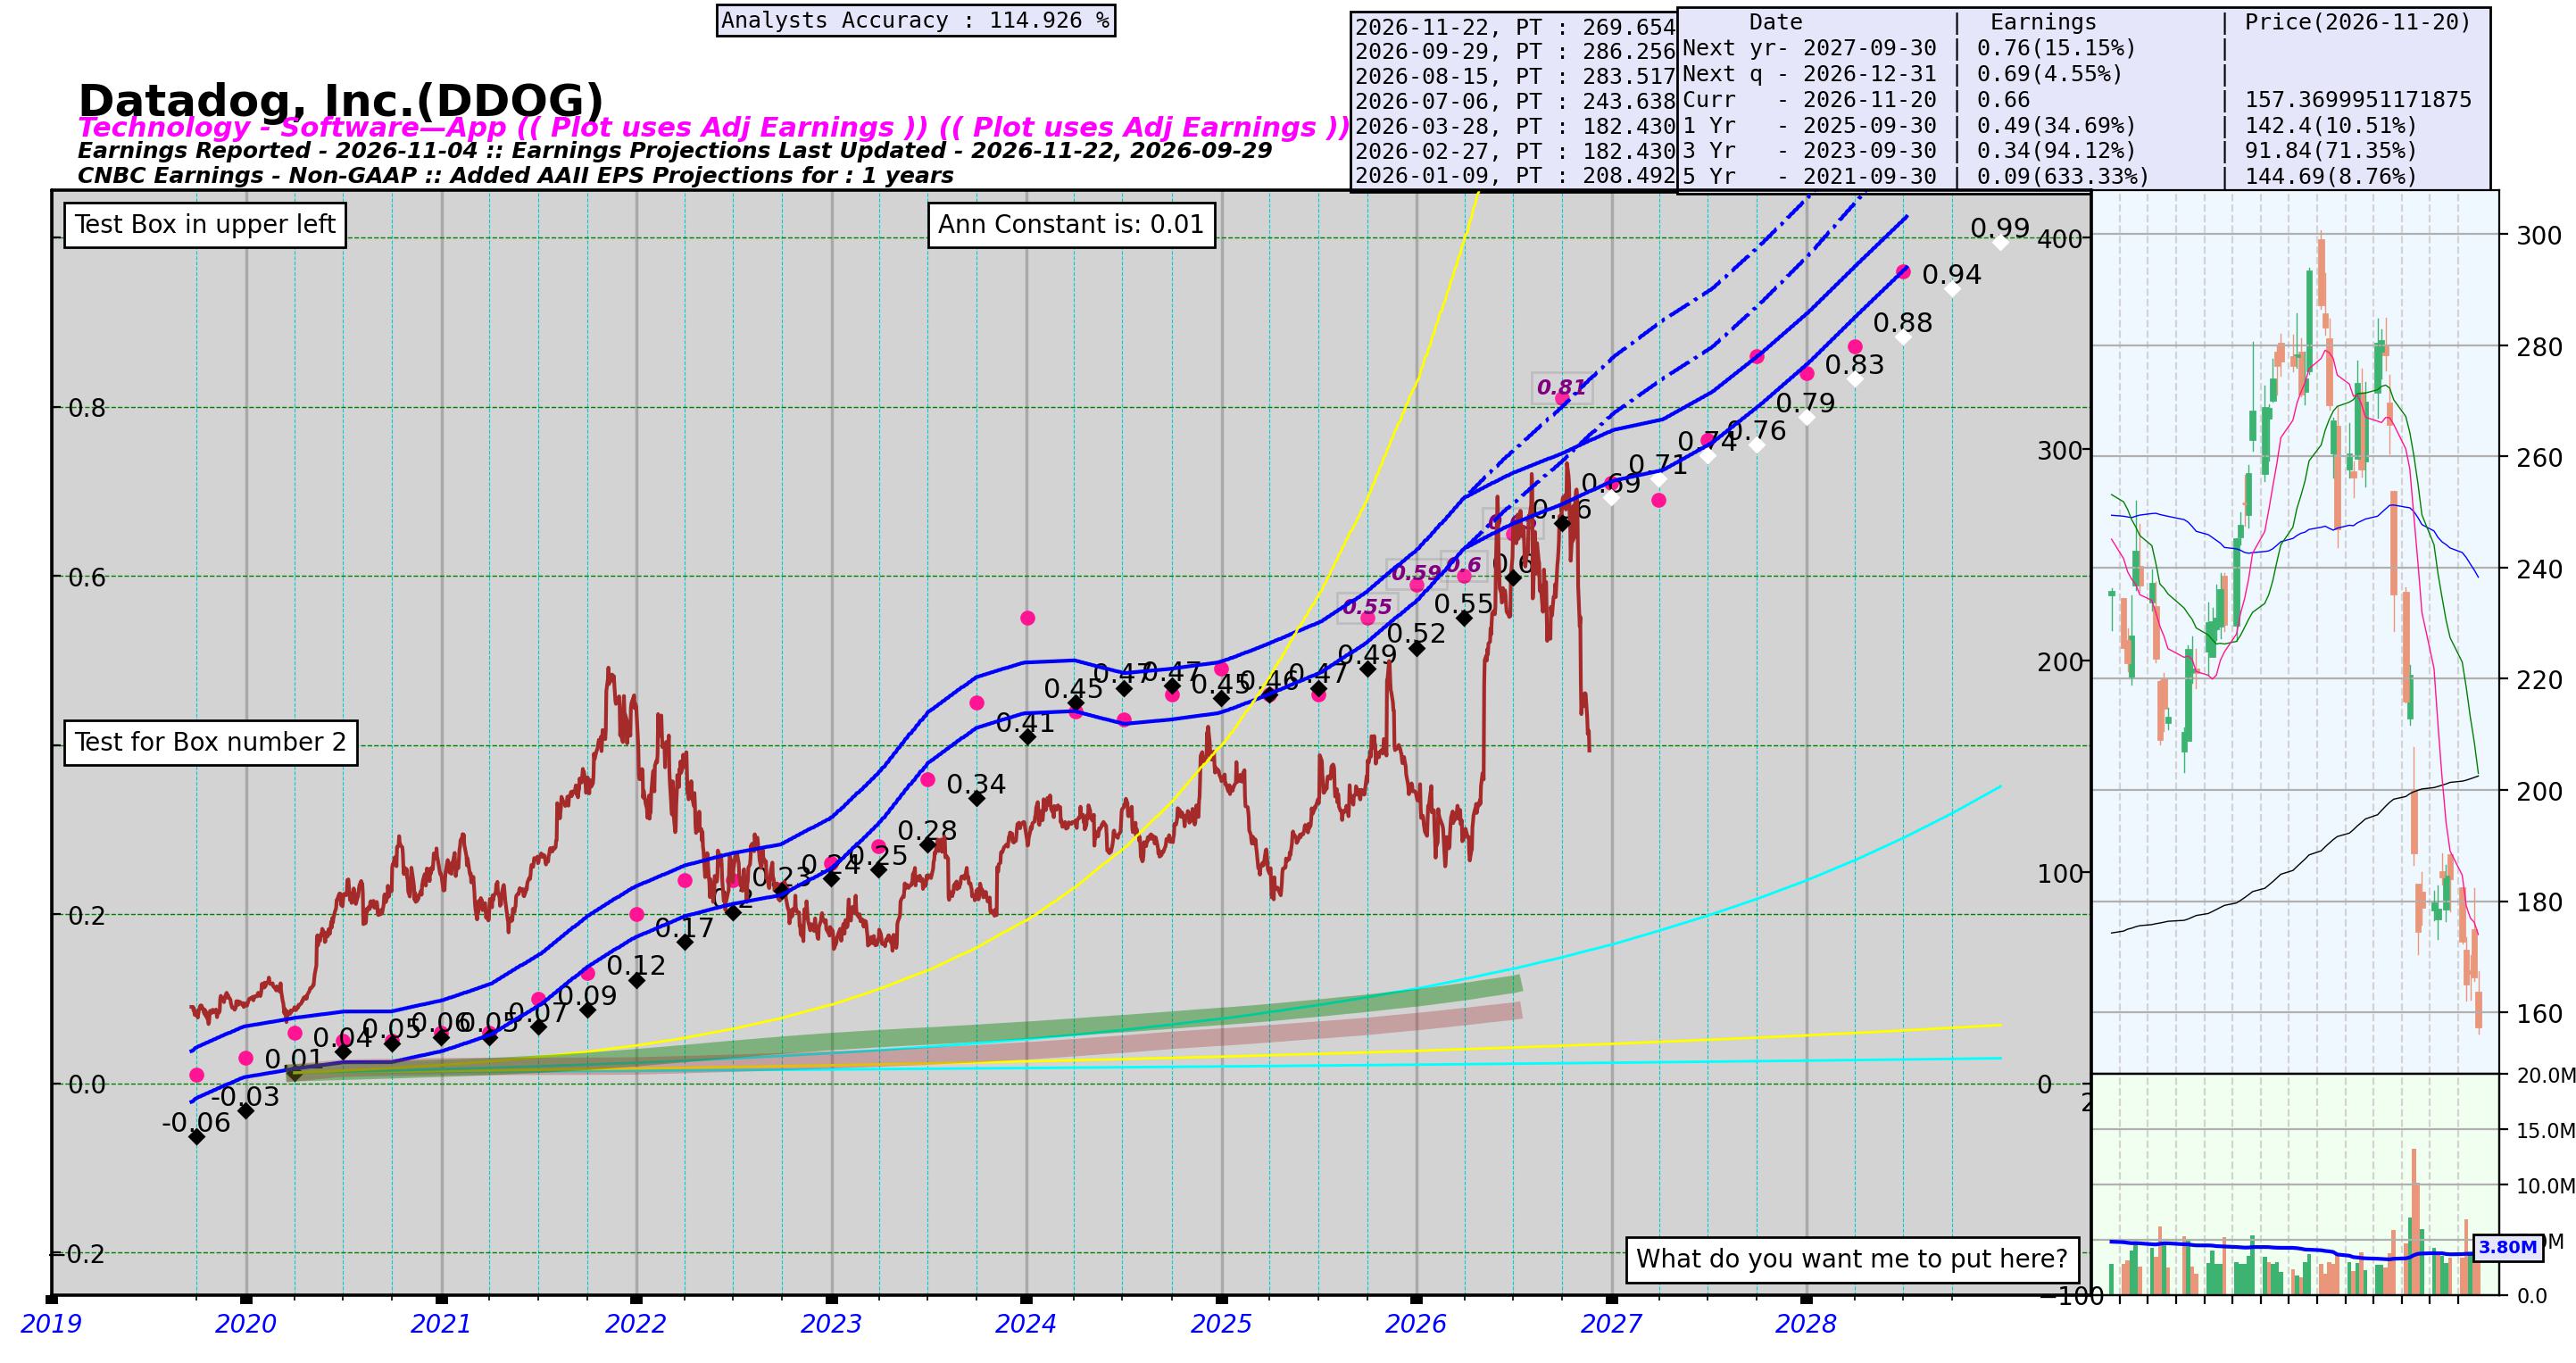 Analysts Accuracy : 114.926 %
2026-11-22, PT : 269.654
2026-09-29, PT : 286.256
2026-08-15, PT : 283.517
2026-07-06, PT : 243.638
2026-03-28, PT : 182.430
2026-02-27, PT : 182.430
2026-01-09, PT : 208.492
Date | Earnings | Price(2026-11-20)
Next yr- 2027-09-30 | 0.76(15.15%) |
Next q - 2026-12-31 | 0.69(4.55%) |
Curr - 2026-11-20 | 0.66 | 157.3699951171875
1 Yr - 2025-09-30 | 0.49(34.69%) | 142.4(10.51%)
3 Yr - 2023-09-30 | 0.34(94.12%) | 91.84(71.35%)
5 Yr - 2021-09-30 | 0.09(633.33%) | 144.69(8.76%)
Datadog, Inc.(DDOG)
Technology - Software—App (( Plot uses Adj Earnings )) (( Plot uses Adj Earnings ))
Earnings Reported - 2026-11-04 :: Earnings Projections Last Updated - 2026-11-22, 2026-09-29
CNBC Earnings - Non-GAAP :: Added AAII EPS Projections for : 1 years
Test Box in upper left
Ann Constant is: 0.01
Test for Box number 2
What do you want me to put here?
0.8
0.6
0.2
0.0
−0.2
-0.06
-0.03
0.01
0.04
0.05
0.06
0.05
0.07
0.09
0.12
0.17
0.23
0.24
0.25
0.28
0.34
0.41
0.45
0.47
0.47
0.45
0.46
0.47
0.49
0.52
0.55
0.6
0.69
0.71
0.74
0.76
0.79
0.83
0.88
0.94
0.99
0.55
0.59
0.6
0.81
400
300
200
100
0
−100
300
280
260
240
220
200
180
160
20.0M
15.0M
10.0M
3.80M
0.0
2019
2020
2021
2022
2023
2024
2025
2026
2027
2028